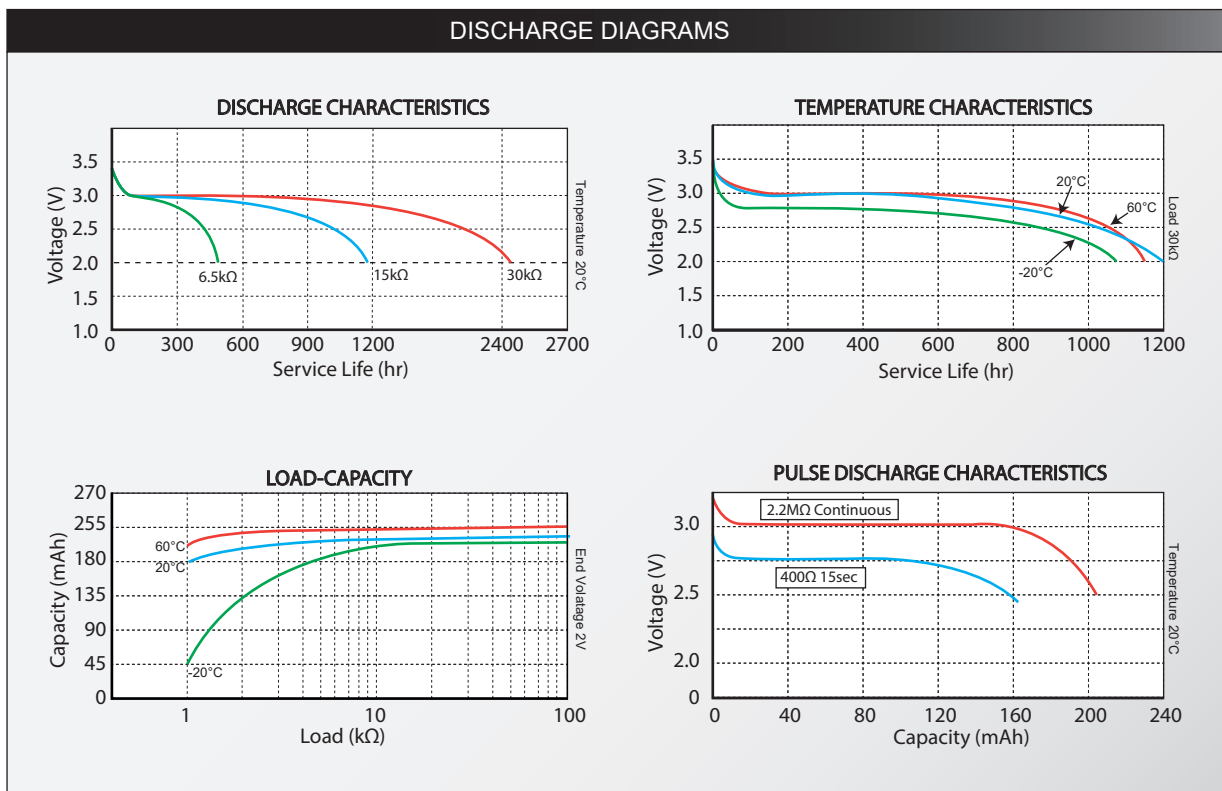 DISCHARGE DIAGRAMS
DISCHARGE CHARACTERISTICS
Voltage (V)
3.5
3.0
2.5
2.0
1.5
1.0
6.5kΩ
15kΩ
30kΩ
0 300 600 900 1200 2400 2700
Service Life (hr)
Temperature 20°C
TEMPERATURE CHARACTERISTICS
Voltage (V)
3.5
3.0
2.5
2.0
1.5
1.0
20°C
60°C
-20°C
0 200 400 600 800 1000 1200
Service Life (hr)
Load 30kΩ
LOAD-CAPACITY
Capacity (mAh)
270
255
180
135
90
45
0
60°C
20°C
-20°C
1 10 100
Load (kΩ)
End Volatage 2V
PULSE DISCHARGE CHARACTERISTICS
Voltage (V)
3.0
2.5
2.0
0
2.2MΩ Continuous
400Ω 15sec
0 40 80 120 160 200 240
Capacity (mAh)
Temperature 20°C